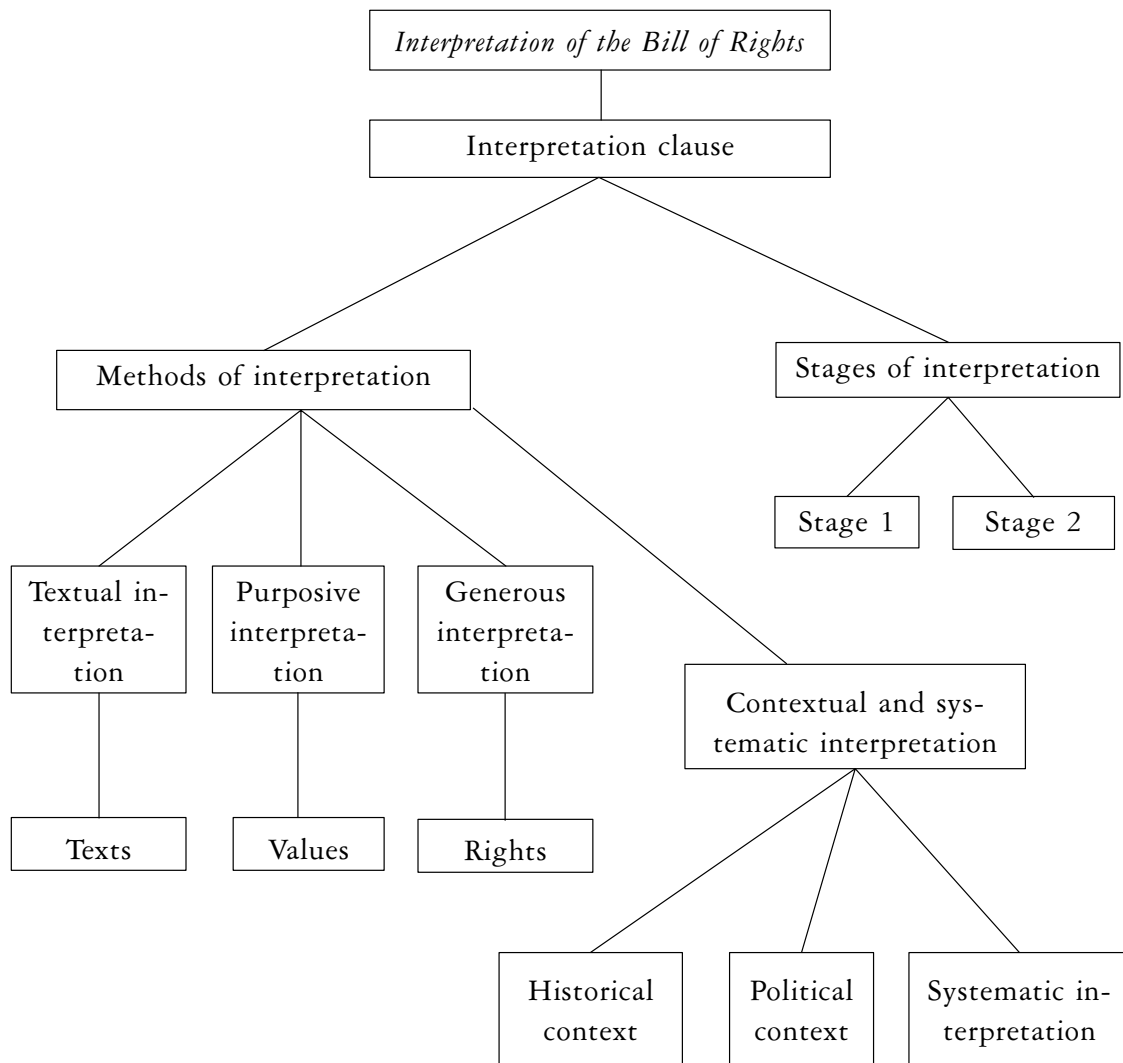 Interpretation of the Bill of Rights
Interpretation clause
Methods of interpretation
Stages of interpretation
Stage 1
Stage 2
Textual in-
terpreta-
tion
Purposive
interpreta-
tion
Generous
interpreta-
tion
Contextual and sys-
tematic interpretation
Texts
Values
Rights
Historical
context
Political
context
Systematic in-
terpretation